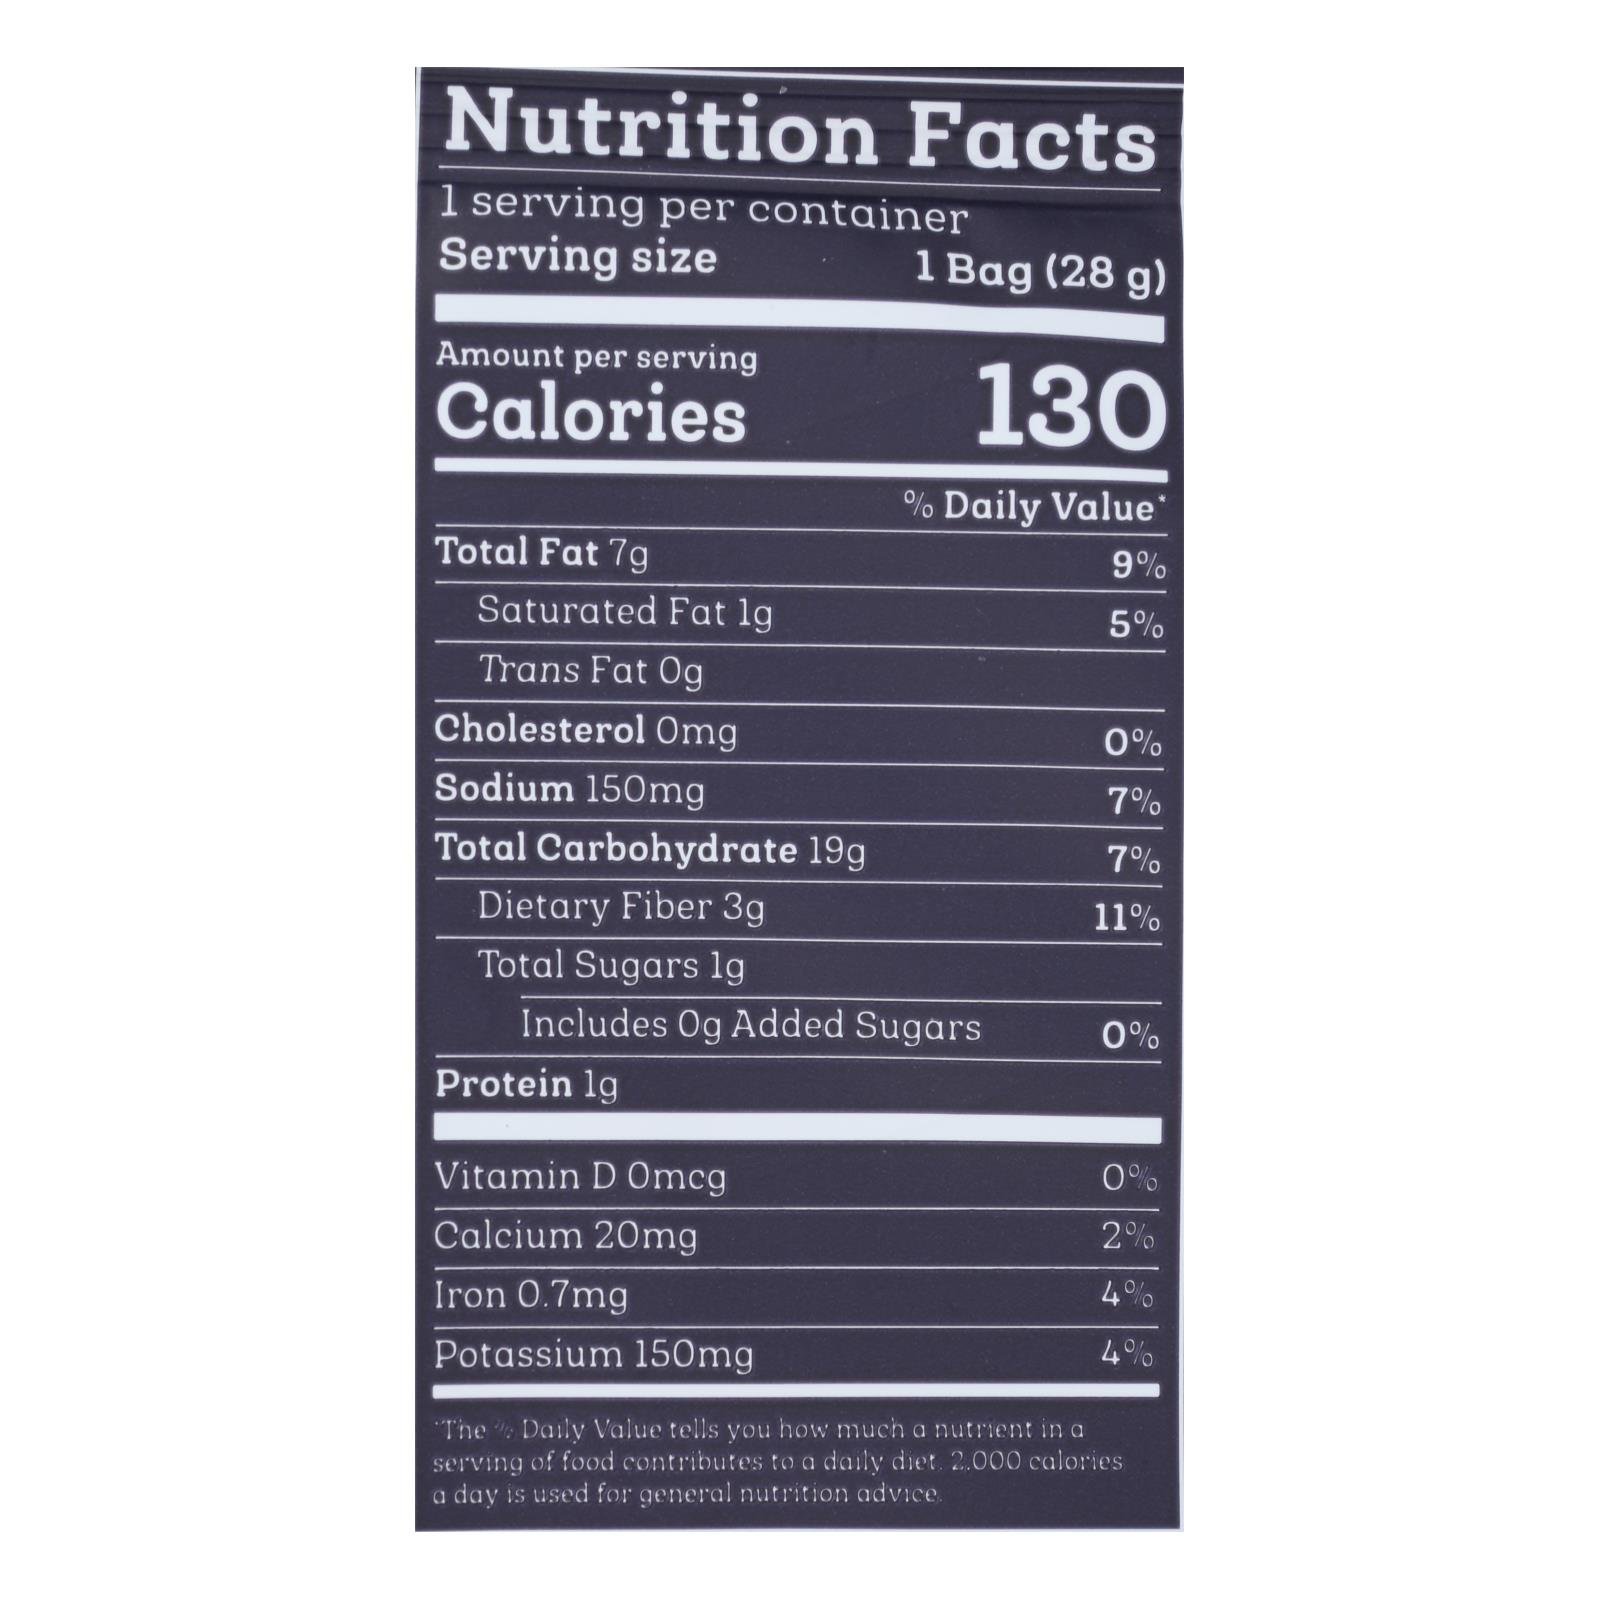 Nutrition Facts
1 serving per container
Serving size 1 Bag (28 g)
Amount per serving
Calories 130
% Daily Value*
Total Fat 7g 9%
Saturated Fat 1g 5%
Trans Fat 0g
Cholesterol 0mg 0%
Sodium 150mg 7%
Total Carbohydrate 19g 7%
Dietary Fiber 3g 11%
Total Sugars 1g
Includes 0g Added Sugars 0%
Protein 1g
Vitamin D 0mcg 0%
Calcium 20mg 2%
Iron 0.7mg 4%
Potassium 150mg 4%
*The % Daily Value tells you how much a nutrient in a
serving of food contributes to a daily diet. 2,000 calories
a day is used for general nutrition advice.